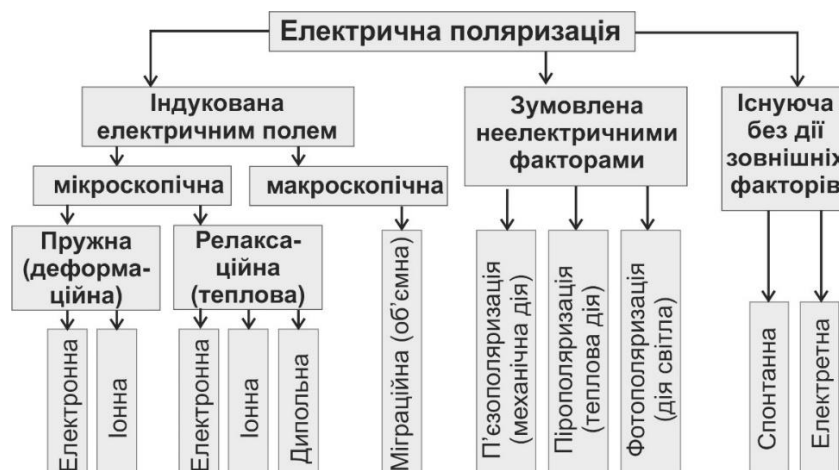 Електрична поляризація
Індукована
електричним полем
Зумовлена
неелектричними
факторами
Існуюча
без дії
зовнішніх
факторів
мікроскопічна
макроскопічна
Пружна
(деформа-
ційна)
Релакса-
ційна
(теплова)
Електронна
Іонна
Електронна
Іонна
Дипольна
Міграційна (об’ємна)
П’єзополяризація
(механічна дія)
Пірополяризація
(теплова дія)
Фотополяризація
(дія світла)
Спонтанна
Електретна